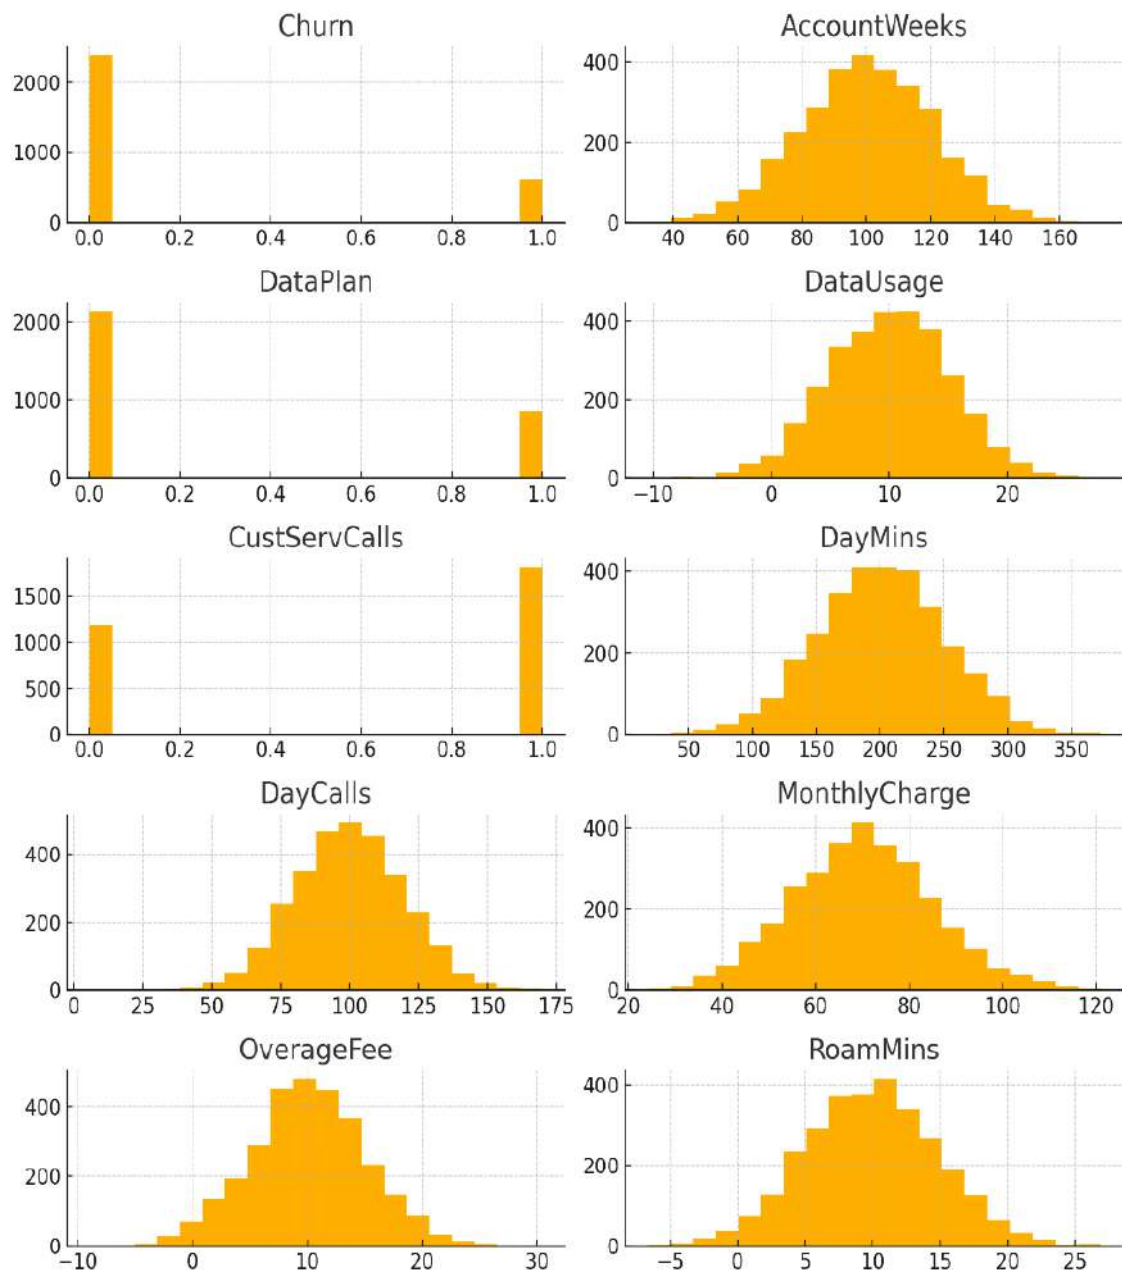 Churn
2000
1000
0
0.0 0.2 0.4 0.6 0.8 1.0
AccountWeeks
400
200
0
40 60 80 100 120 140 160
DataPlan
2000
1000
0
0.0 0.2 0.4 0.6 0.8 1.0
DataUsage
400
200
0
−10 0 10 20
CustServCalls
1500
1000
500
0
0.0 0.2 0.4 0.6 0.8 1.0
DayMins
400
200
0
50 100 150 200 250 300 350
DayCalls
400
200
0
0 25 50 75 100 125 150 175
MonthlyCharge
400
200
0
20 40 60 80 100 120
OverageFee
400
200
0
−10 0 10 20 30
RoamMins
400
200
0
−5 0 5 10 15 20 25